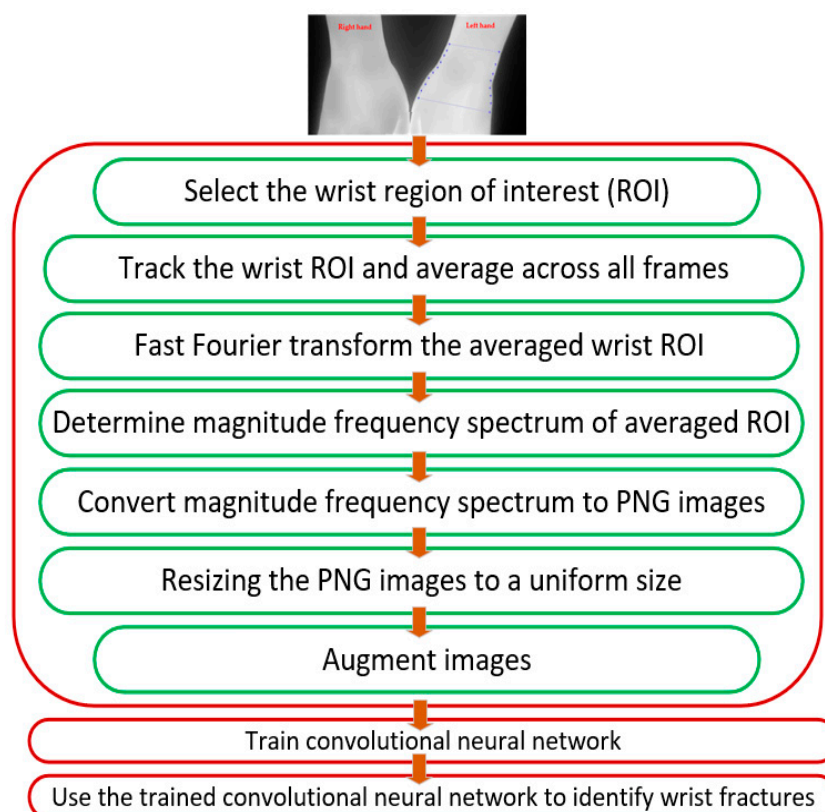 Right hand
Left hand
Select the wrist region of interest (ROI)
Track the wrist ROI and average across all frames
Fast Fourier transform the averaged wrist ROI
Determine magnitude frequency spectrum of averaged ROI
Convert magnitude frequency spectrum to PNG images
Resizing the PNG images to a uniform size
Augment images
Train convolutional neural network
Use the trained convolutional neural network to identify wrist fractures